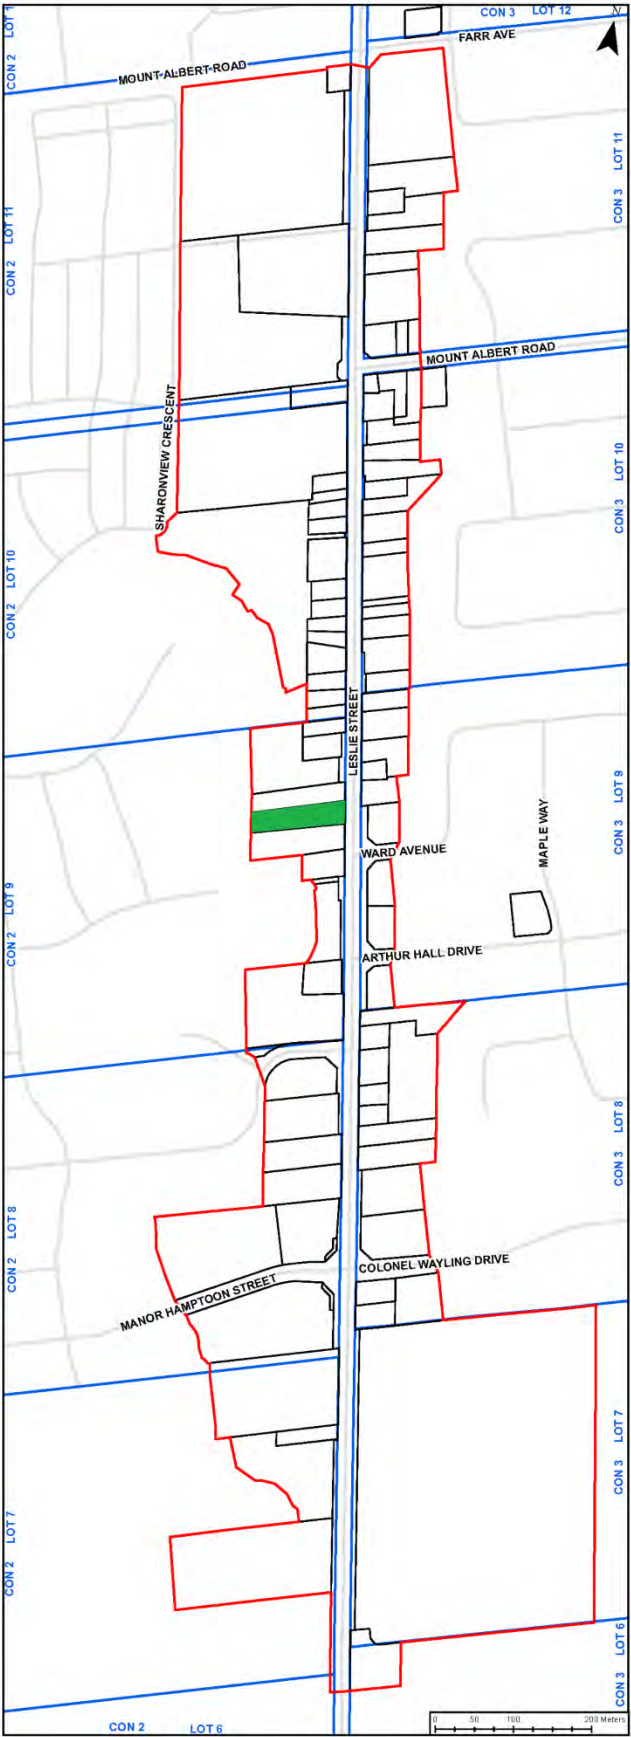 CON 3 LOT 12
LOT 1
CON 2
N
FARR AVE
MOUNT ALBERT ROAD
CON 3 LOT 11
CON 2 LOT 11
MOUNT ALBERT ROAD
SHARONVIEW CRESCENT
CON 3 LOT 10
CON 2 LOT 10
LESLIE STREET
CON 3 LOT 9
MAPLE WAY
WARD AVENUE
CON 2 LOT 9
ARTHUR HALL DRIVE
CON 3 LOT 8
CON 2 LOT 8
COLONEL WAYLING DRIVE
MANOR HAMPTOON STREET
CON 3 LOT 7
CON 2 LOT 7
CON 3 LOT 6
CON 2 LOT 6
0 50 100 200 Meters